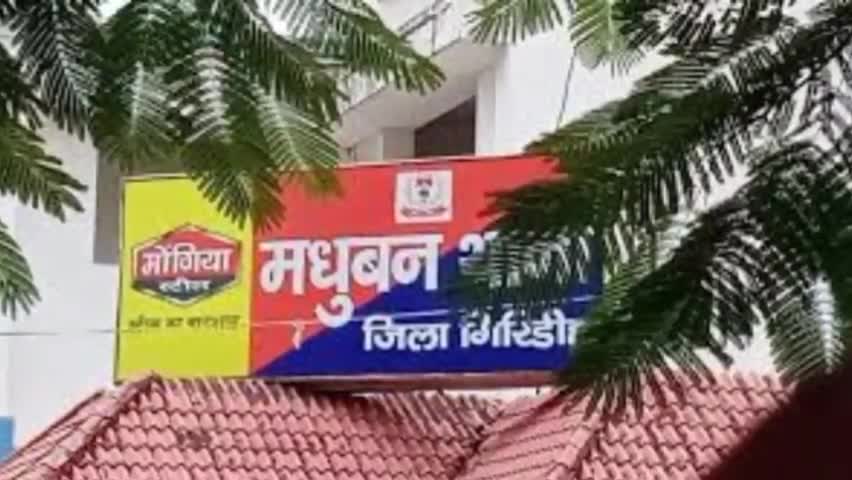 मोंगिया
स्टील
मधुबन थाना
जिला गिरिडीह